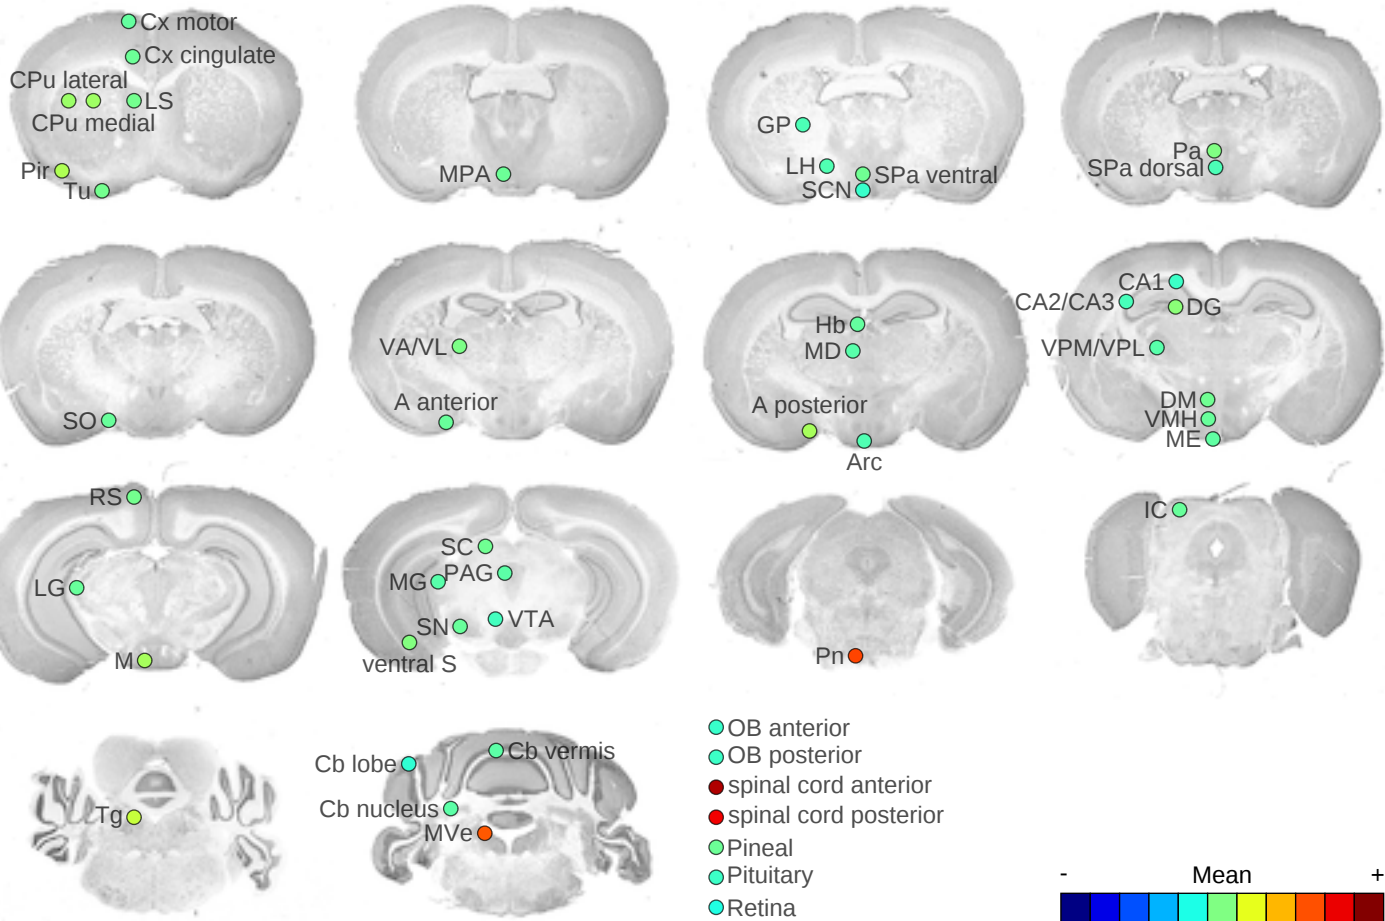 Cx motor
Cx cingulate
CPu lateral
LS
CPu medial
Pir
Tu
MPA
GP
LH
SPa ventral
SCN
Pa
SPa dorsal
SO
VA/VL
A anterior
Hb
MD
A posterior
Arc
CA1
CA2/CA3
DG
VPM/VPL
DM
VMH
ME
RS
LG
M
SC
PAG
MG
SN
VTA
ventral S
Pn
IC
Tg
Cb lobe
Cb vermis
Cb nucleus
MVe
OB anterior
OB posterior
spinal cord anterior
spinal cord posterior
Pineal
Pituitary
Retina
- Mean +